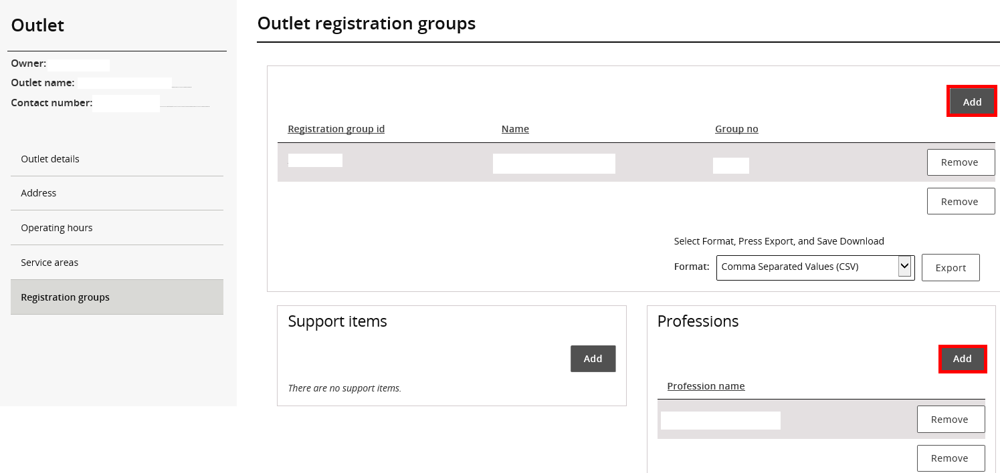 Outlet
Owner:
Outlet name:
Contact number:
Outlet details
Address
Operating hours
Service areas
Registration groups
Outlet registration groups
Add
Registration group id Name Group no
Remove
Remove
Select Format, Press Export, and Save Download
Format: Comma Separated Values (CSV) Export
Support items
Add
There are no support items.
Professions
Add
Profession name
Remove
Remove